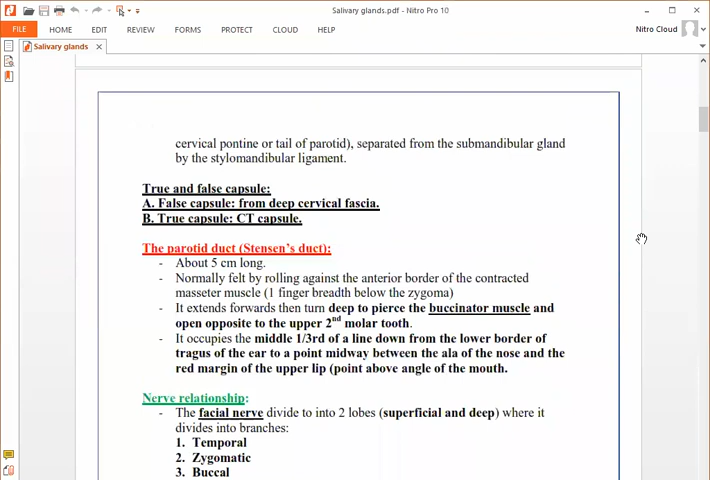 Salivary glands.pdf - Nitro Pro 10
FILE HOME EDIT REVIEW FORMS PROTECT CLOUD HELP Nitro Cloud
Salivary glands
cervical pontine or tail of parotid), separated from the submandibular gland
by the stylomandibular ligament.
True and false capsule:
A. False capsule: from deep cervical fascia.
B. True capsule: CT capsule.
The parotid duct (Stensen's duct):
- About 5 cm long.
- Normally felt by rolling against the anterior border of the contracted
masseter muscle (1 finger breadth below the zygoma)
- It extends forwards then turn deep to pierce the buccinator muscle and
open opposite to the upper 2nd molar tooth.
- It occupies the middle 1/3rd of a line down from the lower border of
tragus of the ear to a point midway between the ala of the nose and the
red margin of the upper lip (point above angle of the mouth.
Nerve relationship:
- The facial nerve divide to into 2 lobes (superficial and deep) where it
divides into branches:
1. Temporal
2. Zygomatic
3. Buccal